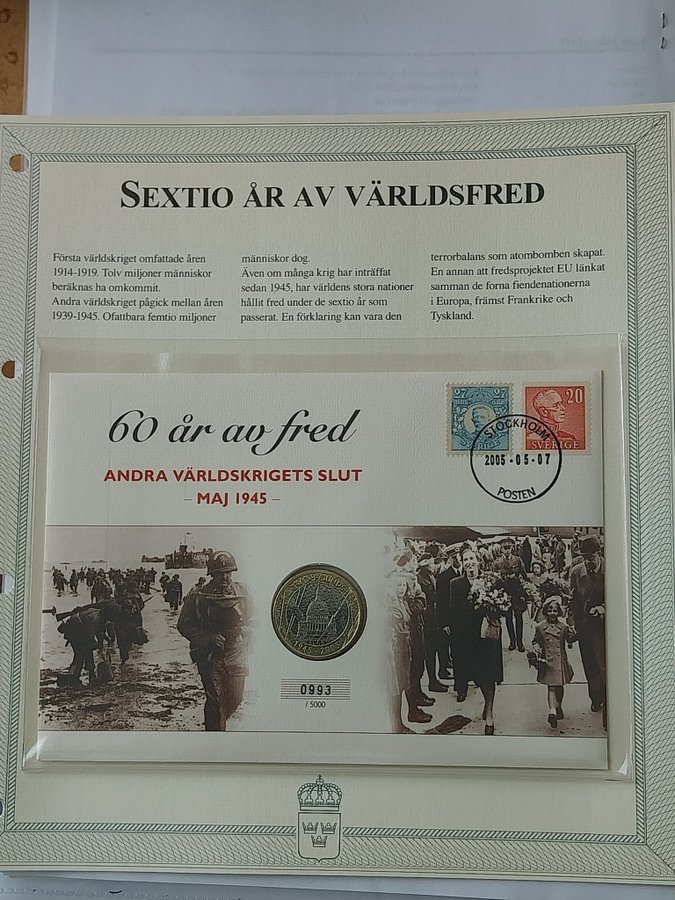 SEXTIO ÅR AV VÄRLDSFRED
Första världskriget omfattade åren
1914-1919. Tolv miljoner människor
beräknas ha omkommit.
Andra världskriget pågick mellan åren
1939-1945. Ofattbara femtio miljoner
människor dog.
Även om många krig har inträffat
sedan 1945, har världens stora nationer
hållit fred under de sextio år som
passerat. En förklaring kan vara den
terrorbalans som atombomben skapat.
En annan att fredsprojektet EU länkat
samman de forna fiendenationerna
i Europa, främst Frankrike och
Tyskland.
60 år av fred
ANDRA VÄRLDSKRIGETS SLUT
– MAJ 1945 –
27 27
20
SVERIGE
STOCKHOLM
2005-05-07
POSTEN
1945-2005
0993
/ 5000